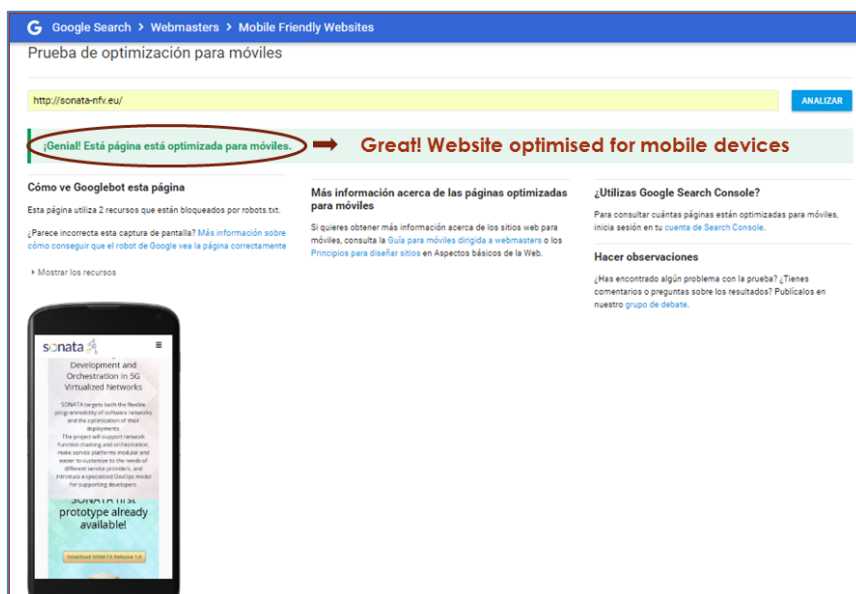 Google Search > Webmasters > Mobile Friendly Websites
Prueba de optimización para móviles
http://sonata-nfv.eu/
ANALIZAR
¡Genial! Está página está optimizada para móviles.
Great! Website optimised for mobile devices
Cómo ve Googlebot esta página
Esta página utiliza 2 recursos que están bloqueados por robots.txt.
¿Parece incorrecta esta captura de pantalla? Más información sobre
cómo conseguir que el robot de Google vea la página correctamente
Mostrar los recursos
Más información acerca de las páginas optimizadas
para móviles
Si quieres obtener más información acerca de los sitios web para
móviles, consulta la Guía para móviles dirigida a webmasters o los
Principios para diseñar sitios en Aspectos básicos de la Web.
¿Utilizas Google Search Console?
Para consultar cuántas páginas están optimizadas para móviles,
inicia sesión en tu cuenta de Search Console.
Hacer observaciones
¿Has encontrado algún problema con la prueba? ¿Tienes
comentarios o preguntas sobre los resultados? Publícalos en
nuestro grupo de debate.
sonata
Development and
Orchestration in 5G
Virtualized Networks
SONATA targets both the flexible
programmability of software networks
and the optimization of their
deployments.
The project will support network
function chaining and orchestration,
make service platforms modular and
easier to customize to the needs of
different service providers, and
introduce a specialized DevOps model
for supporting developers.
SONATA first
prototype already
available!
Download SONATA Release 1.0